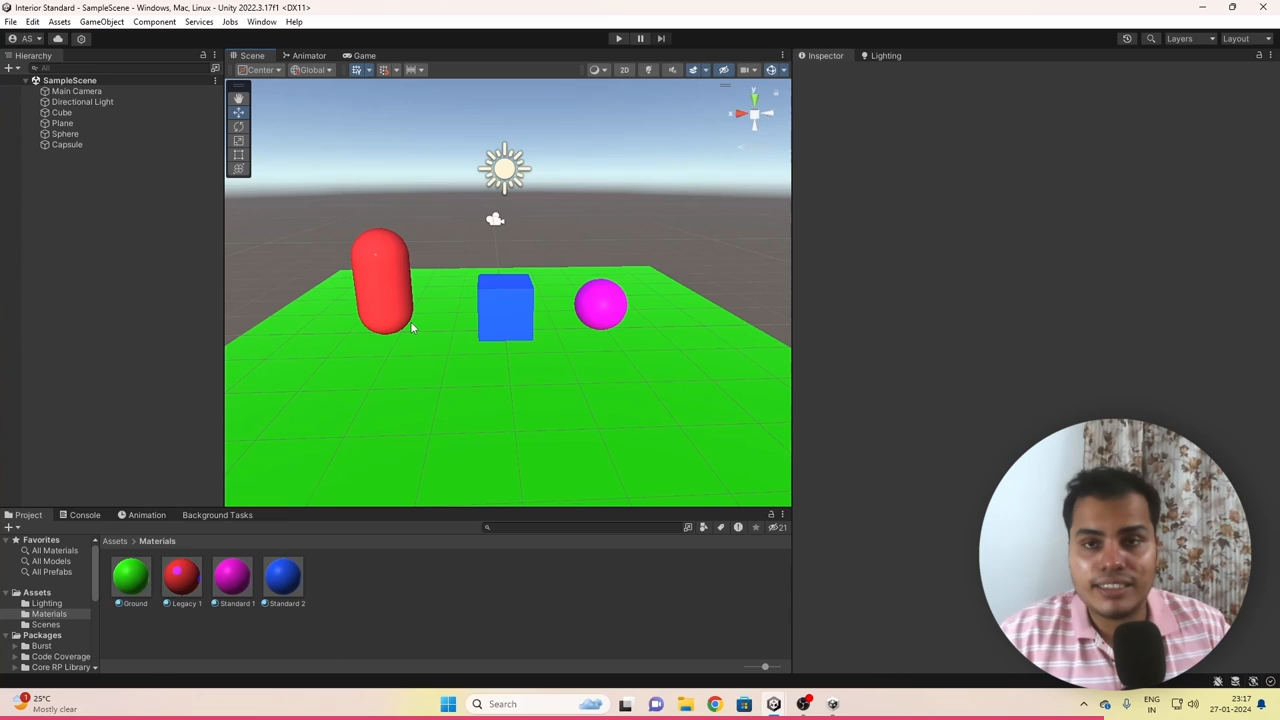 Interior Standard - SampleScene - Windows, Mac, Linux - Unity 2022.3.17f1 <DX11>
File Edit Assets GameObject Component Services Jobs Window Help
AS Layers Layout
Hierarchy
All
SampleScene
Main Camera
Directional Light
Cube
Plane
Sphere
Capsule
Scene Animator Game
Center Global 2D
y
x
Inspector Lighting
Project Console Animation Background Tasks
21
Favorites
All Materials
All Models
All Prefabs
Assets
Lighting
Materials
Scenes
Packages
Burst
Code Coverage
Core RP Library
Assets > Materials
Ground Legacy 1 Standard 1 Standard 2
1
25°C
Mostly clear
Search
ENG
IN
23:17
27-01-2024